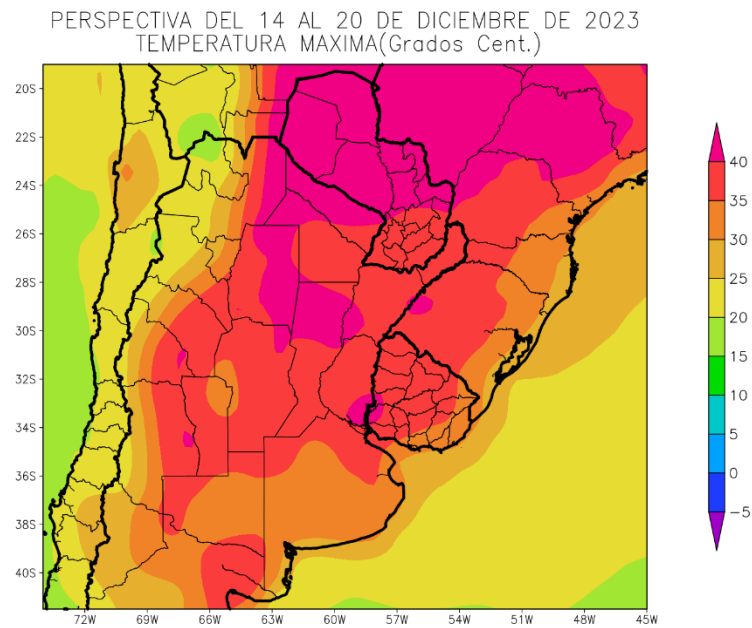 PERSPECTIVA DEL 14 AL 20 DE DICIEMBRE DE 2023
TEMPERATURA MAXIMA(Grados Cent.)
20S
22S
24S
26S
28S
30S
32S
34S
36S
38S
40S
72W 69W 66W 63W 60W 57W 54W 51W 48W 45W
40
35
30
25
20
15
10
5
0
−5